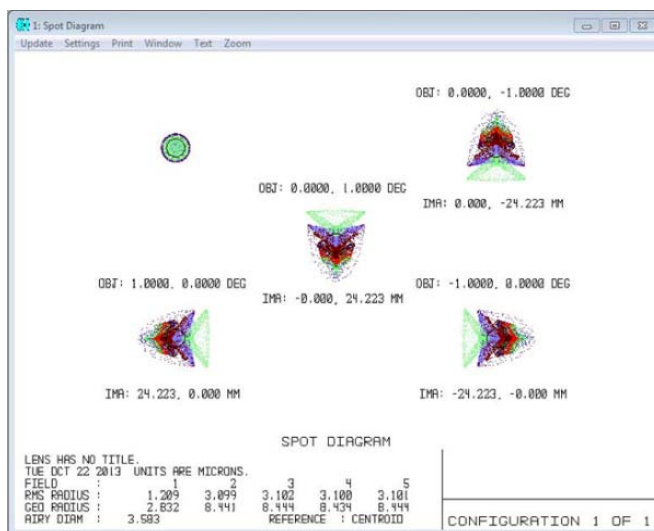 1: Spot Diagram
Update Settings Print Window Text Zoom
OBJ: 0.0000, -1.0000 DEG
IMA: 0.000, -24.223 MM
OBJ: 0.0000, 1.0000 DEG
IMA: -0.000, 24.223 MM
OBJ: 1.0000, 0.0000 DEG
IMA: 24.223, 0.000 MM
OBJ: -1.0000, 0.0000 DEG
IMA: -24.223, -0.000 MM
SPOT DIAGRAM
LENS HAS NO TITLE.
TUE OCT 22 2013 UNITS ARE MICRONS.
FIELD : 1 2 3 4 5
RMS RADIUS : 1.209 3.099 3.102 3.100 3.101
GEO RADIUS : 2.832 8.441 8.444 8.434 8.444
AIRY DIAM : 3.583 REFERENCE : CENTROID
CONFIGURATION 1 OF 1